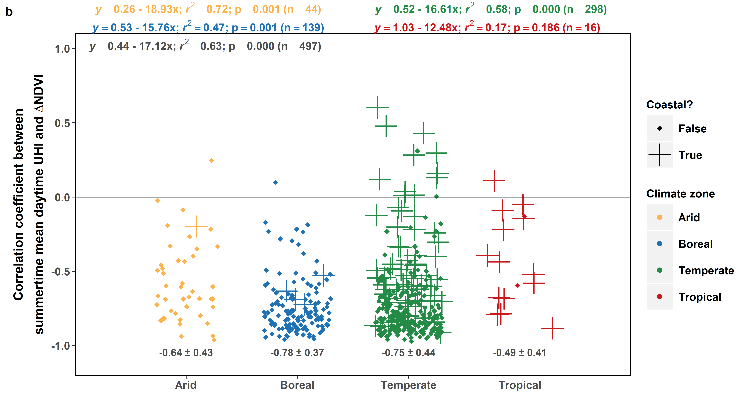 b
y 0.26 - 18.93x; r2 0.72; p 0.001 (n 44)
y 0.52 - 16.61x; r2 0.58; p 0.000 (n 298)
y = 0.53 - 15.76x; r2 = 0.47; p = 0.001 (n = 139)
y = 1.03 - 12.48x; r2 = 0.17; p = 0.186 (n = 16)
y 0.44 - 17.12x; r2 0.63; p 0.000 (n 497)
Correlation coefficient between
summertime mean daytime UHI and ΔNDVI
1.0
0.5
0.0
-0.5
-1.0
-0.64 ± 0.43
-0.78 ± 0.37
-0.75 ± 0.44
-0.49 ± 0.41
Arid
Boreal
Temperate
Tropical
Coastal?
False
True
Climate zone
Arid
Boreal
Temperate
Tropical